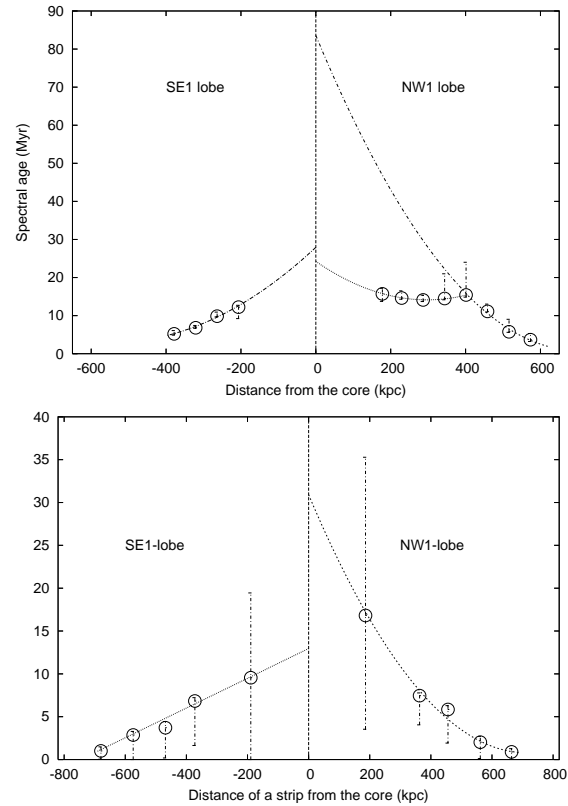 90
80
70
60
50
40
30
20
10
0
Spectral age (Myr)
SE1 lobe
NW1 lobe
-600 -400 -200 0 200 400 600
Distance from the core (kpc)
40
35
30
25
20
15
10
5
0
SE1-lobe
NW1-lobe
-800 -600 -400 -200 0 200 400 600 800
Distance of a strip from the core (kpc)